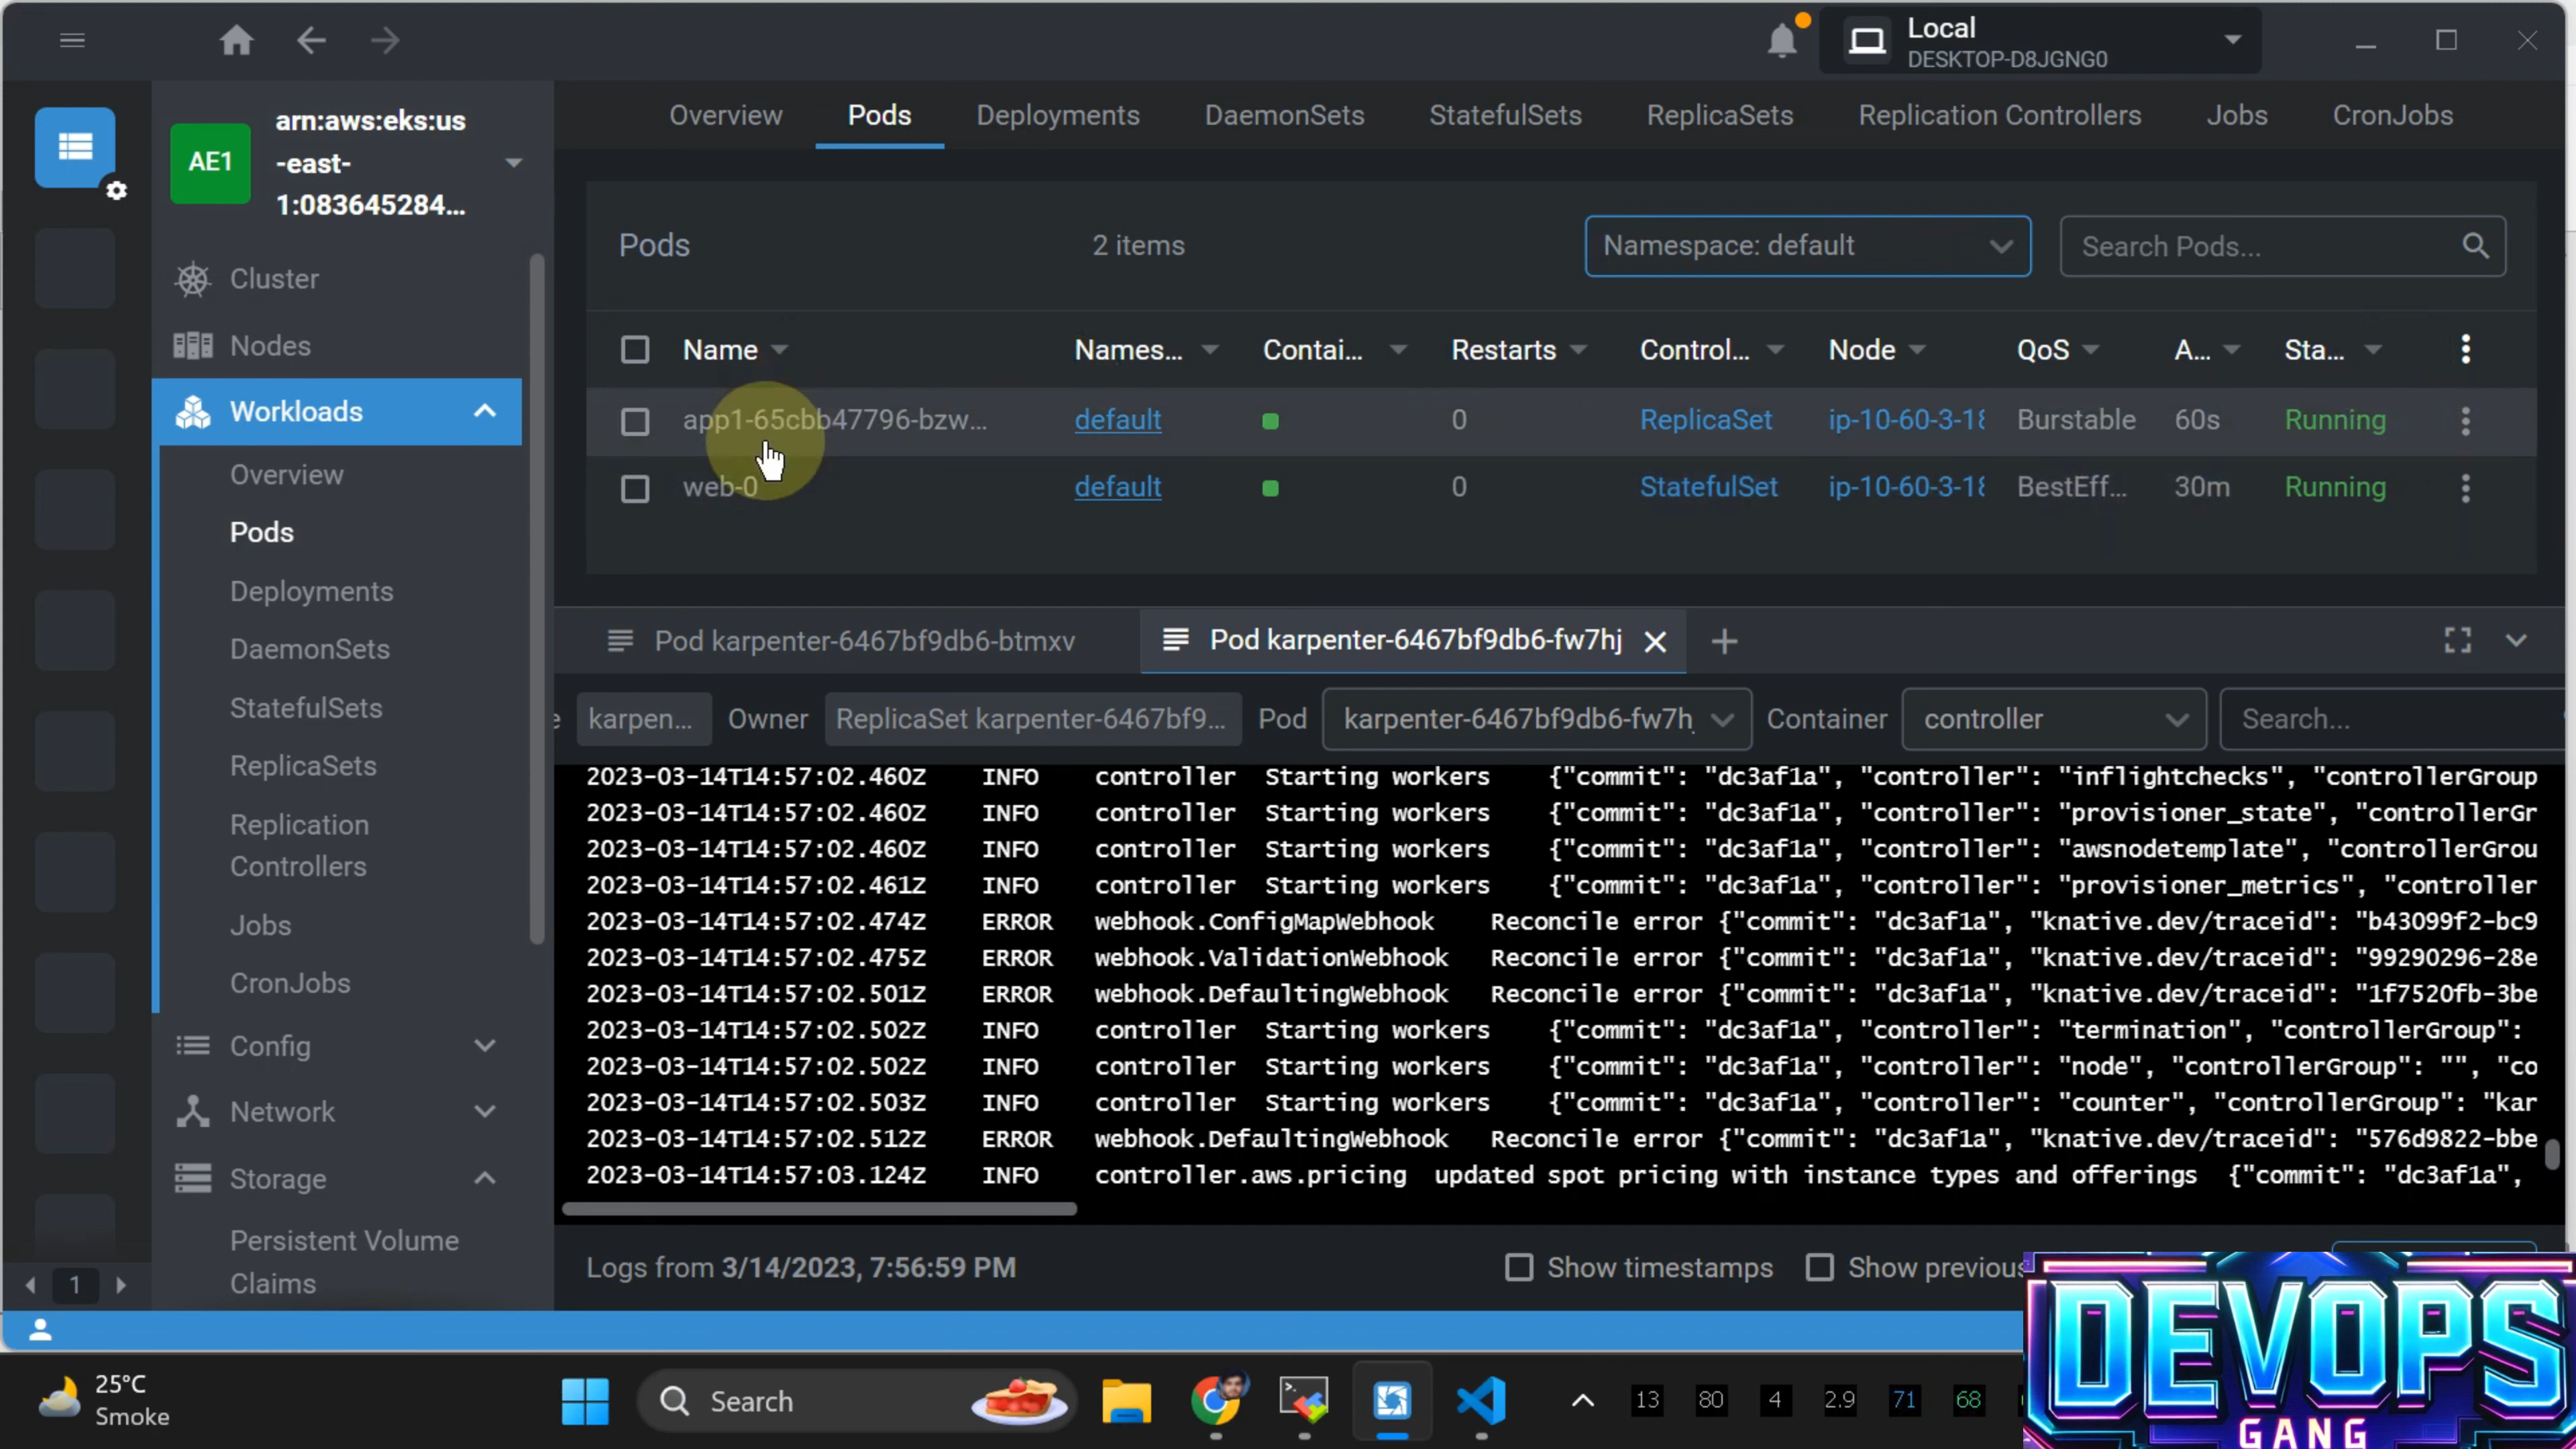 Local
DESKTOP-D8JGNG0
arn:aws:eks:us
-east-
1:083645284...
AE1
Overview Pods Deployments DaemonSets StatefulSets ReplicaSets Replication Controllers Jobs CronJobs
Pods 2 items Namespace: default Search Pods...
Name Names... Contai... Restarts Control... Node QoS A... Sta...
app1-65cbb47796-bzw... default 0 ReplicaSet ip-10-60-3-18 Burstable 60s Running
web-0 default 0 StatefulSet ip-10-60-3-18 BestEff... 30m Running
Cluster
Nodes
Workloads
Overview
Pods
Deployments
DaemonSets
StatefulSets
ReplicaSets
Replication
Controllers
Jobs
CronJobs
Config
Network
Storage
Persistent Volume
Claims
1
Pod karpenter-6467bf9db6-btmxv Pod karpenter-6467bf9db6-fw7hj
karpen... Owner ReplicaSet karpenter-6467bf9... Pod karpenter-6467bf9db6-fw7h Container controller Search...
2023-03-14T14:57:02.460Z INFO controller Starting workers {"commit": "dc3af1a", "controller": "inflightchecks", "controllerGroup
2023-03-14T14:57:02.460Z INFO controller Starting workers {"commit": "dc3af1a", "controller": "provisioner_state", "controllerGr
2023-03-14T14:57:02.460Z INFO controller Starting workers {"commit": "dc3af1a", "controller": "awsnodetemplate", "controllerGrou
2023-03-14T14:57:02.461Z INFO controller Starting workers {"commit": "dc3af1a", "controller": "provisioner_metrics", "controller
2023-03-14T14:57:02.474Z ERROR webhook.ConfigMapWebhook Reconcile error {"commit": "dc3af1a", "knative.dev/traceid": "b43099f2-bc9
2023-03-14T14:57:02.475Z ERROR webhook.ValidationWebhook Reconcile error {"commit": "dc3af1a", "knative.dev/traceid": "99290296-28e
2023-03-14T14:57:02.501Z ERROR webhook.DefaultingWebhook Reconcile error {"commit": "dc3af1a", "knative.dev/traceid": "1f7520fb-3be
2023-03-14T14:57:02.502Z INFO controller Starting workers {"commit": "dc3af1a", "controller": "termination", "controllerGroup":
2023-03-14T14:57:02.502Z INFO controller Starting workers {"commit": "dc3af1a", "controller": "node", "controllerGroup": "", "co
2023-03-14T14:57:02.503Z INFO controller Starting workers {"commit": "dc3af1a", "controller": "counter", "controllerGroup": "kar
2023-03-14T14:57:02.512Z ERROR webhook.DefaultingWebhook Reconcile error {"commit": "dc3af1a", "knative.dev/traceid": "576d9822-bbe
2023-03-14T14:57:03.124Z INFO controller.aws.pricing updated spot pricing with instance types and offerings {"commit": "dc3af1a",
Logs from 3/14/2023, 7:56:59 PM Show timestamps Show previous
DEVOPS
GANG
25°C
Smoke
Search
13 80 4 2.9 71 68